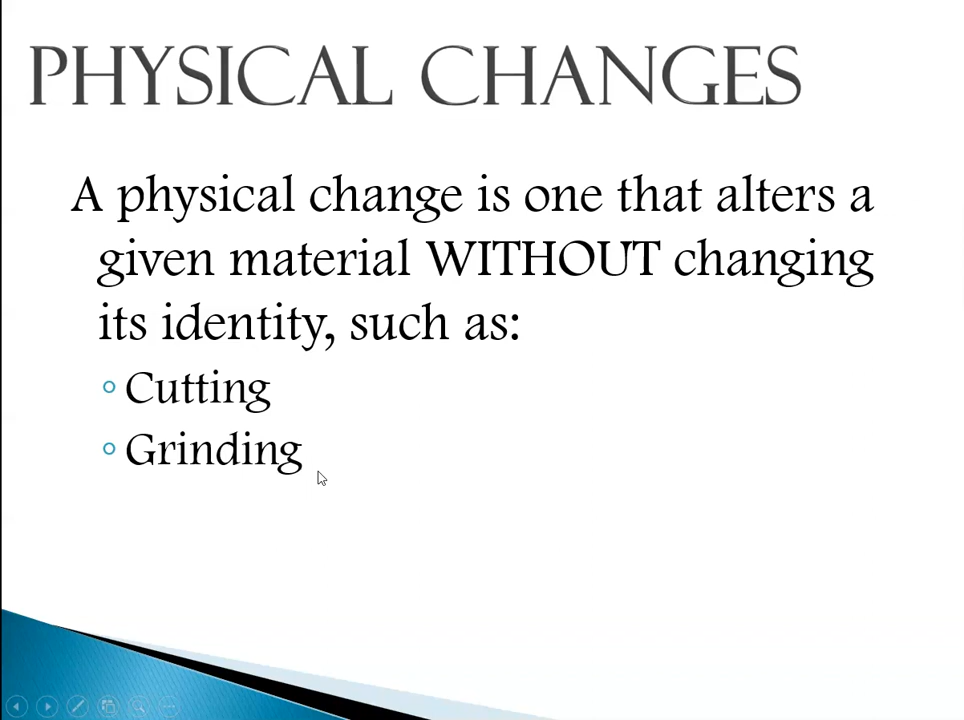 PHYSICAL CHANGES
A physical change is one that alters a
given material WITHOUT changing
its identity, such as:
◦ Cutting
◦ Grinding